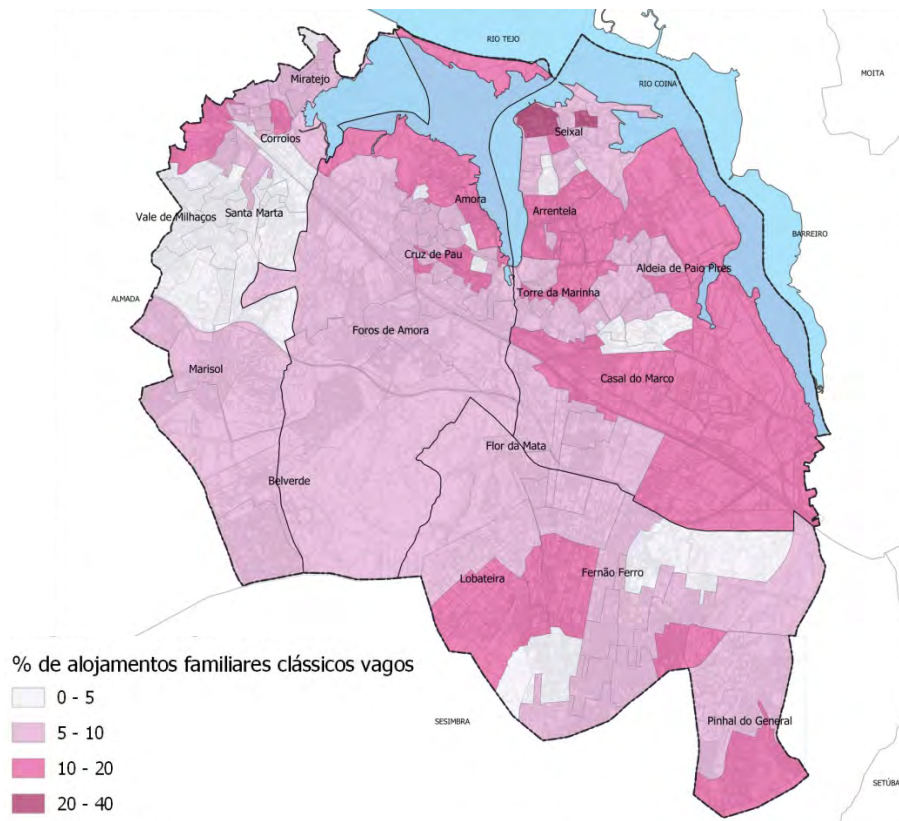 RIO TEJO
MOITA
Miratejo
RIO COINA
Corroios
Seixal
Vale de Milhaços
Santa Marta
Amora
Arrentela
BARREIRO
Cruz de Pau
Aldeia de Paio Pires
ALMADA
Torre da Marinha
Foros de Amora
Marisol
Casal do Marco
Flor da Mata
Belverde
Lobateira
Fernão Ferro
% de alojamentos familiares clássicos vagos
0 - 5
5 - 10
10 - 20
20 - 40
SESIMBRA
Pinhal do General
SETÚBA